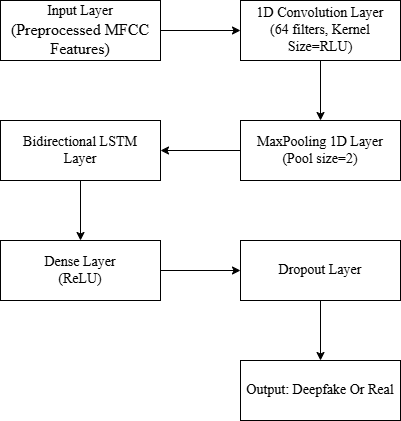 Input Layer
(Preprocessed MFCC
Features)
1D Convolution Layer
(64 filters, Kernel
Size=RLU)
MaxPooling 1D Layer
(Pool size=2)
Bidirectional LSTM
Layer
Dense Layer
(ReLU)
Dropout Layer
Output: Deepfake Or Real